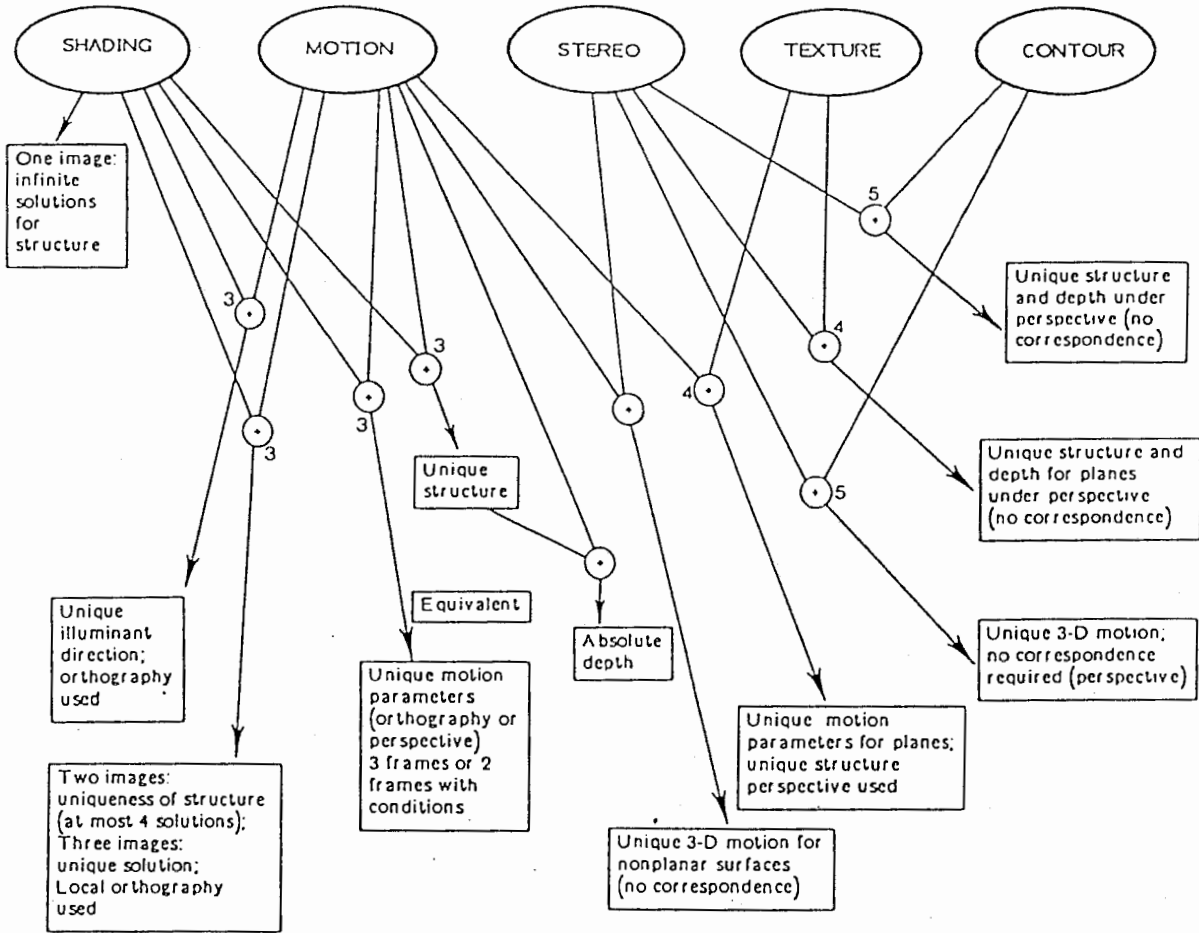 SHADING
MOTION
STEREO
TEXTURE
CONTOUR
One image:
infinite
solutions
for
structure
5
Unique structure
and depth under
perspective (no
correspondence)
3
3
4
4
3
3
5
Unique
structure
Unique structure and
depth for planes
under perspective
(no correspondence)
Unique
illuminant
direction;
orthography
used
Equivalent
Absolute
depth
Unique 3-D motion;
no correspondence
required (perspective)
Unique motion
parameters
(orthography or
perspective)
3 frames or 2
frames with
conditions
Unique motion
parameters for planes;
unique structure
perspective used
Two images:
uniqueness of structure
(at most 4 solutions);
Three images:
unique solution;
Local orthography
used
Unique 3-D motion for
nonplanar surfaces
(no correspondence)